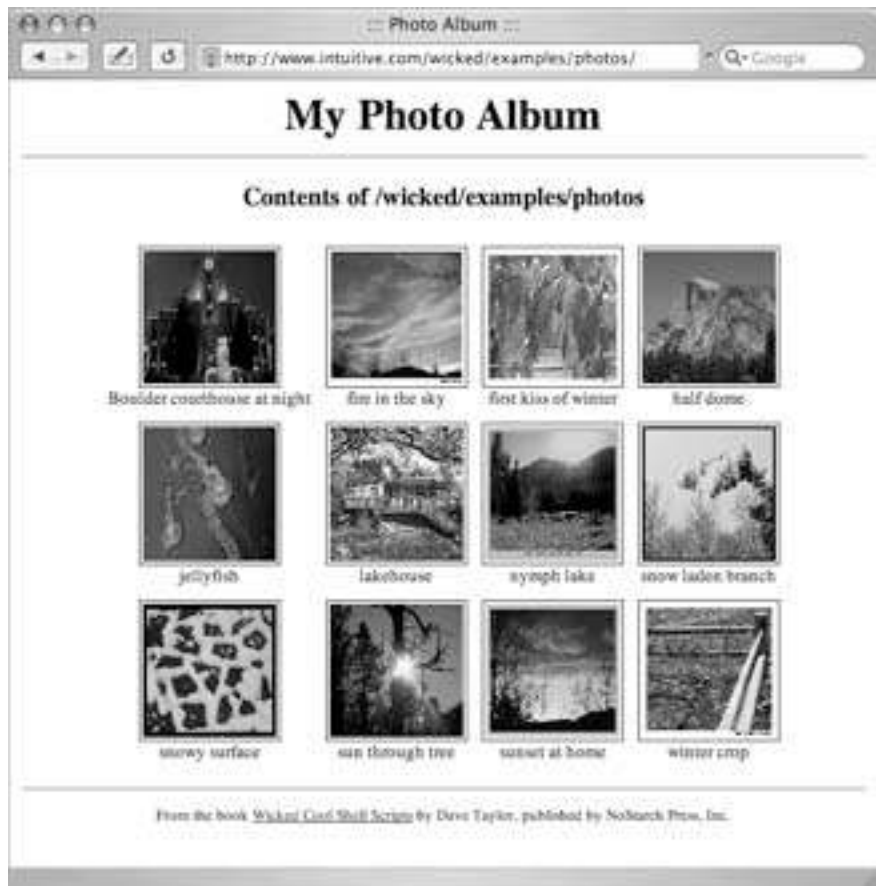 ::: Photo Album :::
http://www.intuitive.com/wicked/examples/photos/
Google
My Photo Album
Contents of /wicked/examples/photos
Boulder courthouse at night
fire in the sky
first kiss of winter
half dome
jellyfish
lakehouse
nymph lake
snow laden branch
snowy surface
sun through tree
sunset at home
winter crop
From the book Wicked Cool Shell Scripts by Dave Taylor, published by NoStarch Press, Inc.